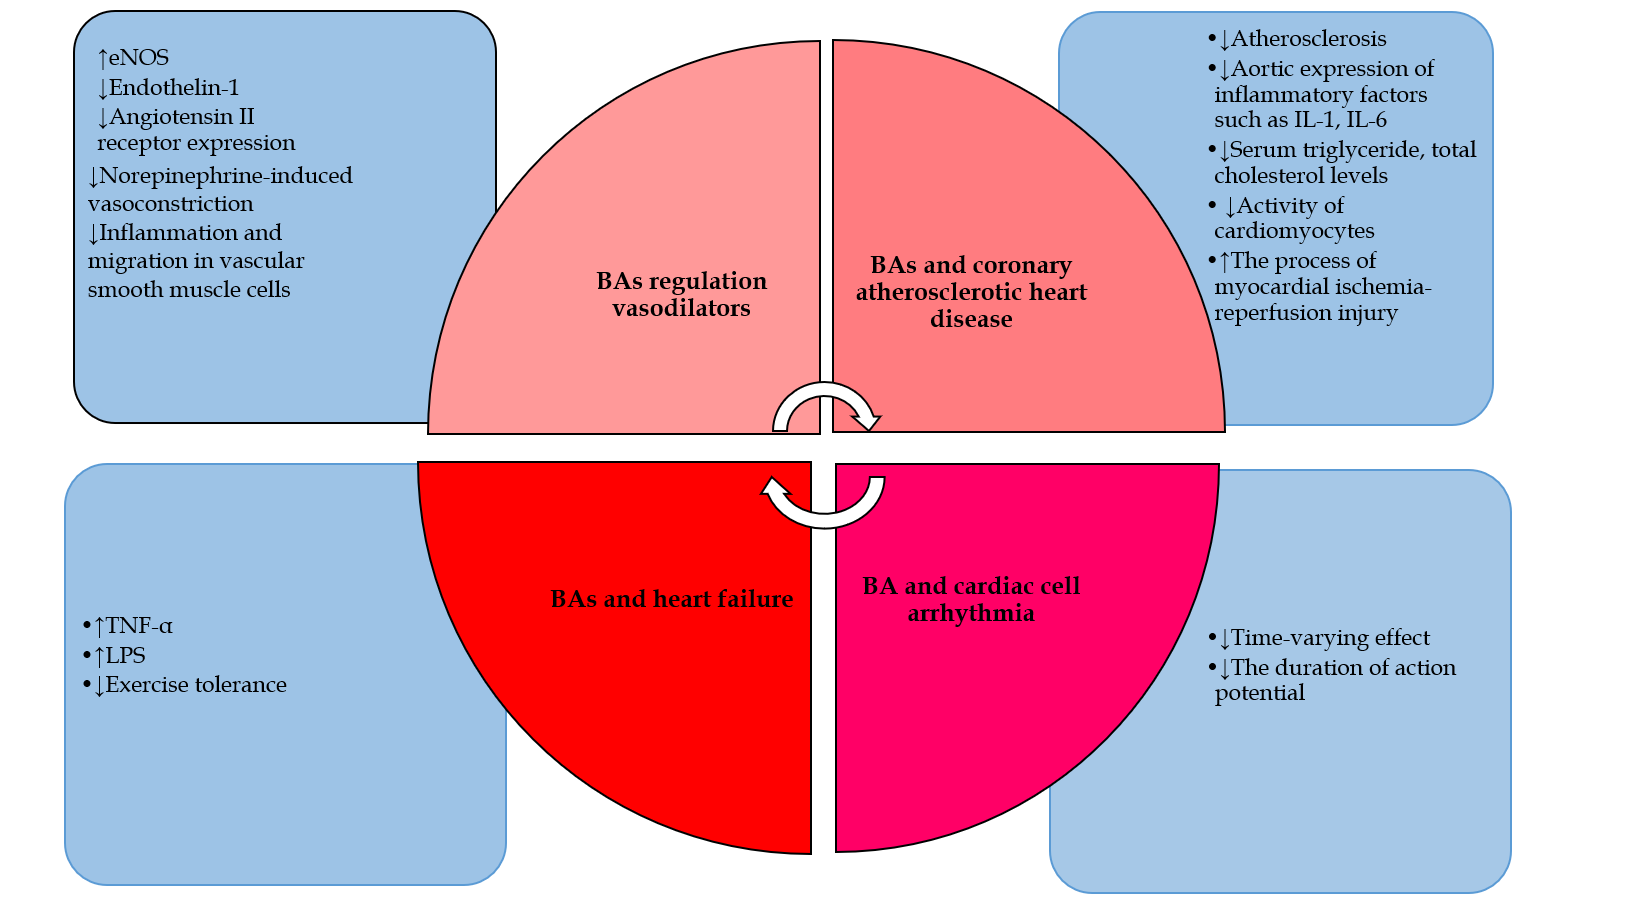 ↑eNOS
↓Endothelin-1
↓Angiotensin II
receptor expression
↓Norepinephrine-induced
vasoconstriction
↓Inflammation and
migration in vascular
smooth muscle cells
BAs regulation
vasodilators
BAs and coronary
atherosclerotic heart
disease
•↓Atherosclerosis
•↓Aortic expression of
inflammatory factors
such as IL-1, IL-6
•↓Serum triglyceride, total
cholesterol levels
• ↓Activity of
cardiomyocytes
•↑The process of
myocardial ischemia-
reperfusion injury
•↑TNF-α
•↑LPS
•↓Exercise tolerance
BAs and heart failure
BA and cardiac cell
arrhythmia
•↓Time-varying effect
•↓The duration of action
potential